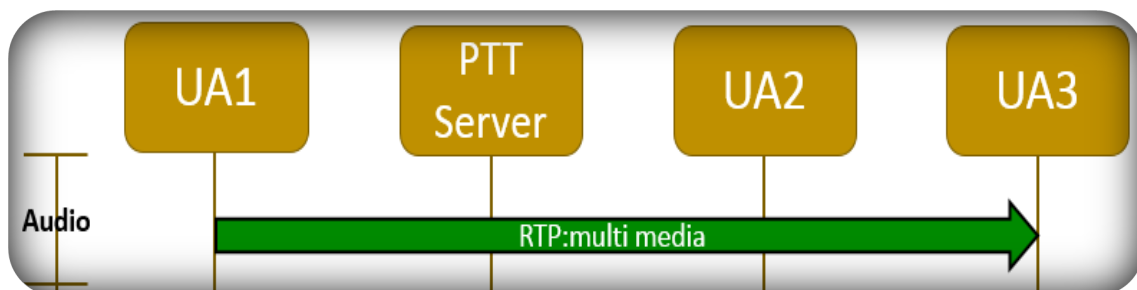 UA1
PTT
Server
UA2
UA3
Audio
RTP:multi media